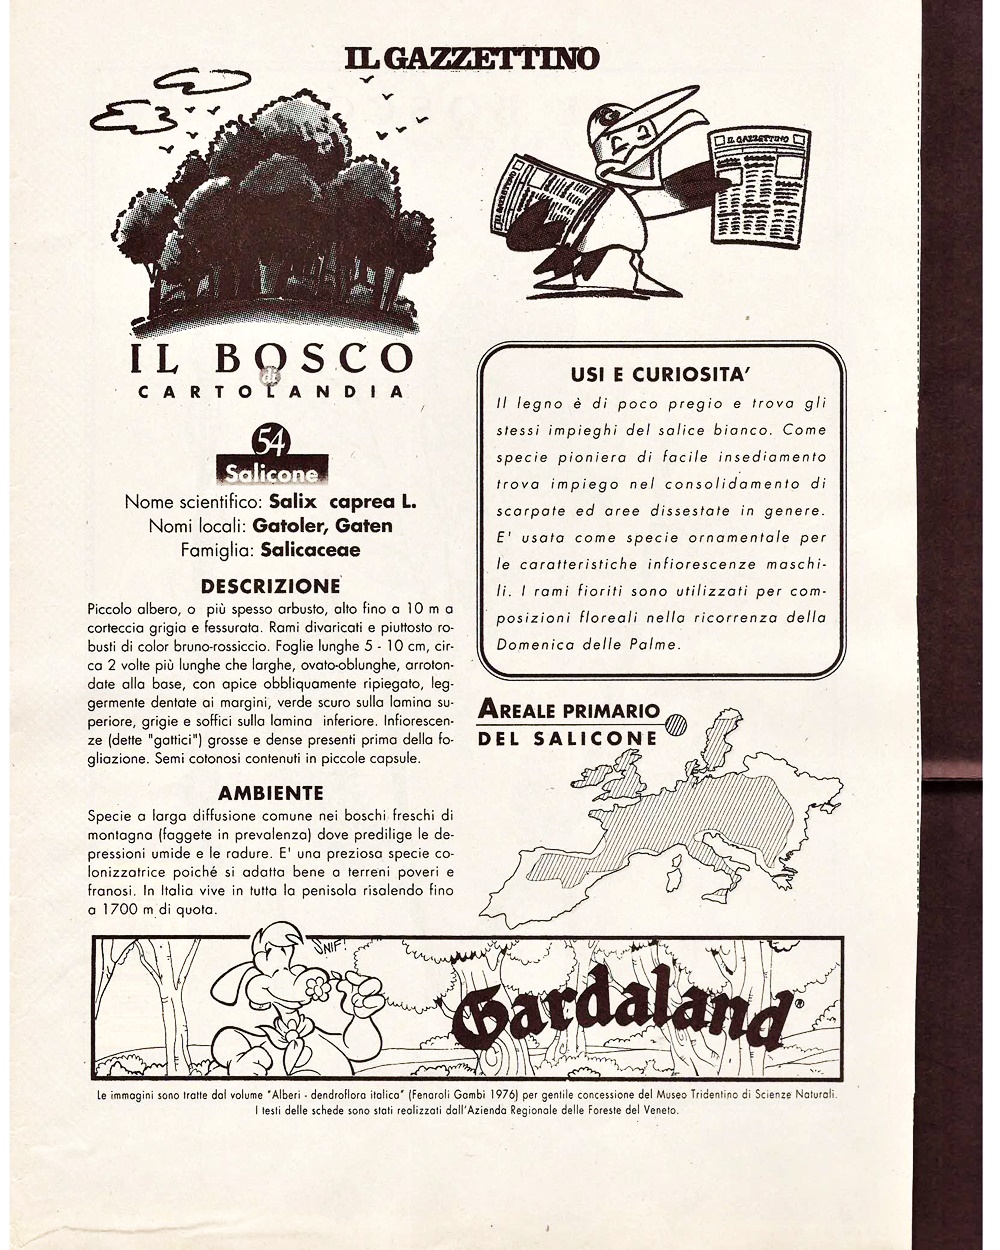 IL GAZZETTINO
IL GAZZETTINO
IL GAZZETTINO
IL BOSCO
di
CARTOLANDIA
54
Salicone
Nome scientifico: Salix caprea L.
Nomi locali: Gatoler, Gaten
Famiglia: Salicaceae
DESCRIZIONE
Piccolo albero, o più spesso arbusto, alto fino a 10 m a
corteccia grigia e fessurata. Rami divaricati e piuttosto ro-
busti di color bruno-rossiccio. Foglie lunghe 5 - 10 cm, cir-
ca 2 volte più lunghe che larghe, ovato-oblunghe, arroton-
date alla base, con apice obbliquamente ripiegato, leg-
germente dentate ai margini, verde scuro sulla lamina su-
periore, grigie e soffici sulla lamina inferiore. Infiorescen-
ze (dette "gattici") grosse e dense presenti prima della fo-
gliazione. Semi cotonosi contenuti in piccole capsule.
AMBIENTE
Specie a larga diffusione comune nei boschi freschi di
montagna (faggete in prevalenza) dove predilige le de-
pressioni umide e le radure. E' una preziosa specie co-
lonizzatrice poiché si adatta bene a terreni poveri e
franosi. In Italia vive in tutta la penisola risalendo fino
a 1700 m di quota.
USI E CURIOSITA'
Il legno è di poco pregio e trova gli
stessi impieghi del salice bianco. Come
specie pioniera di facile insediamento
trova impiego nel consolidamento di
scarpate ed aree dissestate in genere.
E' usata come specie ornamentale per
le caratteristiche infiorescenze maschi-
li. I rami fioriti sono utilizzati per com-
posizioni floreali nella ricorrenza della
Domenica delle Palme.
AREALE PRIMARIO
DEL SALICONE
SNIF!
Gardaland®
Le immagini sono tratte dal volume "Alberi - dendroflora italica" (Fenaroli Gambi 1976) per gentile concessione del Museo Tridentino di Scienze Naturali.
I testi delle schede sono stati realizzati dall'Azienda Regionale delle Foreste del Veneto.